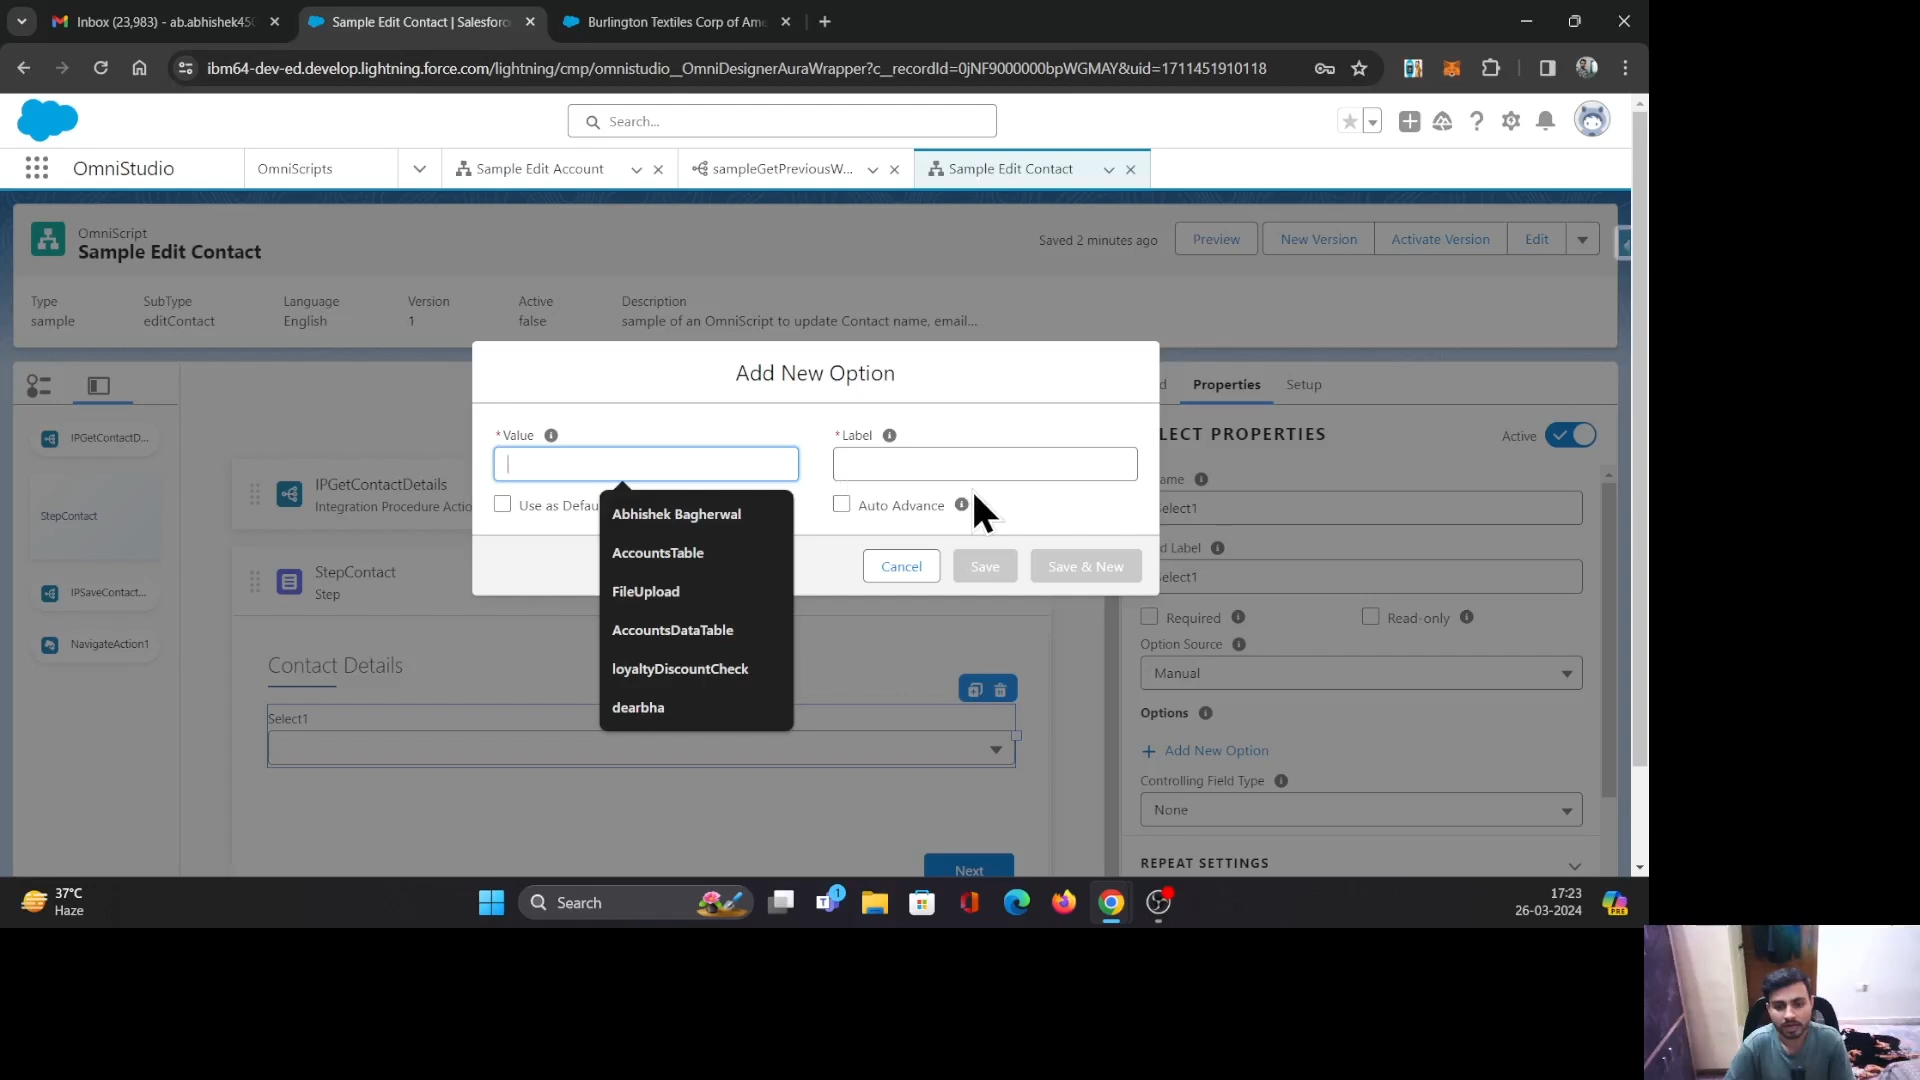 Inbox (23,983) - ab.abhishek450
Sample Edit Contact | Salesforc
Burlington Textiles Corp of Ame
ibm64-dev-ed.develop.lightning.force.com/lightning/cmp/omnistudio__OmniDesignerAuraWrapper?c__recordId=0jNF9000000bpWGMAY&uid=1711451910118
Search...
OmniStudio
OmniScripts
Sample Edit Account
sampleGetPreviousW...
Sample Edit Contact
OmniScript
Sample Edit Contact
Saved 2 minutes ago
Preview
New Version
Activate Version
Edit
Type
SubType
Language
Version
Active
Description
sample
editContact
English
1
false
sample of an OmniScript to update Contact name, email...
Add New Option
*Value
*Label
Use as Defau
Auto Advance
Abhishek Bagherwal
AccountsTable
FileUpload
AccountsDataTable
loyaltyDiscountCheck
dearbha
Cancel
Save
Save & New
IPGetContactD...
StepContact
IPSaveContact...
NavigateAction1
IPGetContactDetails
Integration Procedure Actio
StepContact
Step
Contact Details
Select1
Next
d
Properties
Setup
LECT PROPERTIES
Active
ame
elect1
d Label
elect1
Required
Read-only
Option Source
Manual
Options
Add New Option
Controlling Field Type
None
REPEAT SETTINGS
37°C
Haze
Search
1
17:23
26-03-2024
PRE